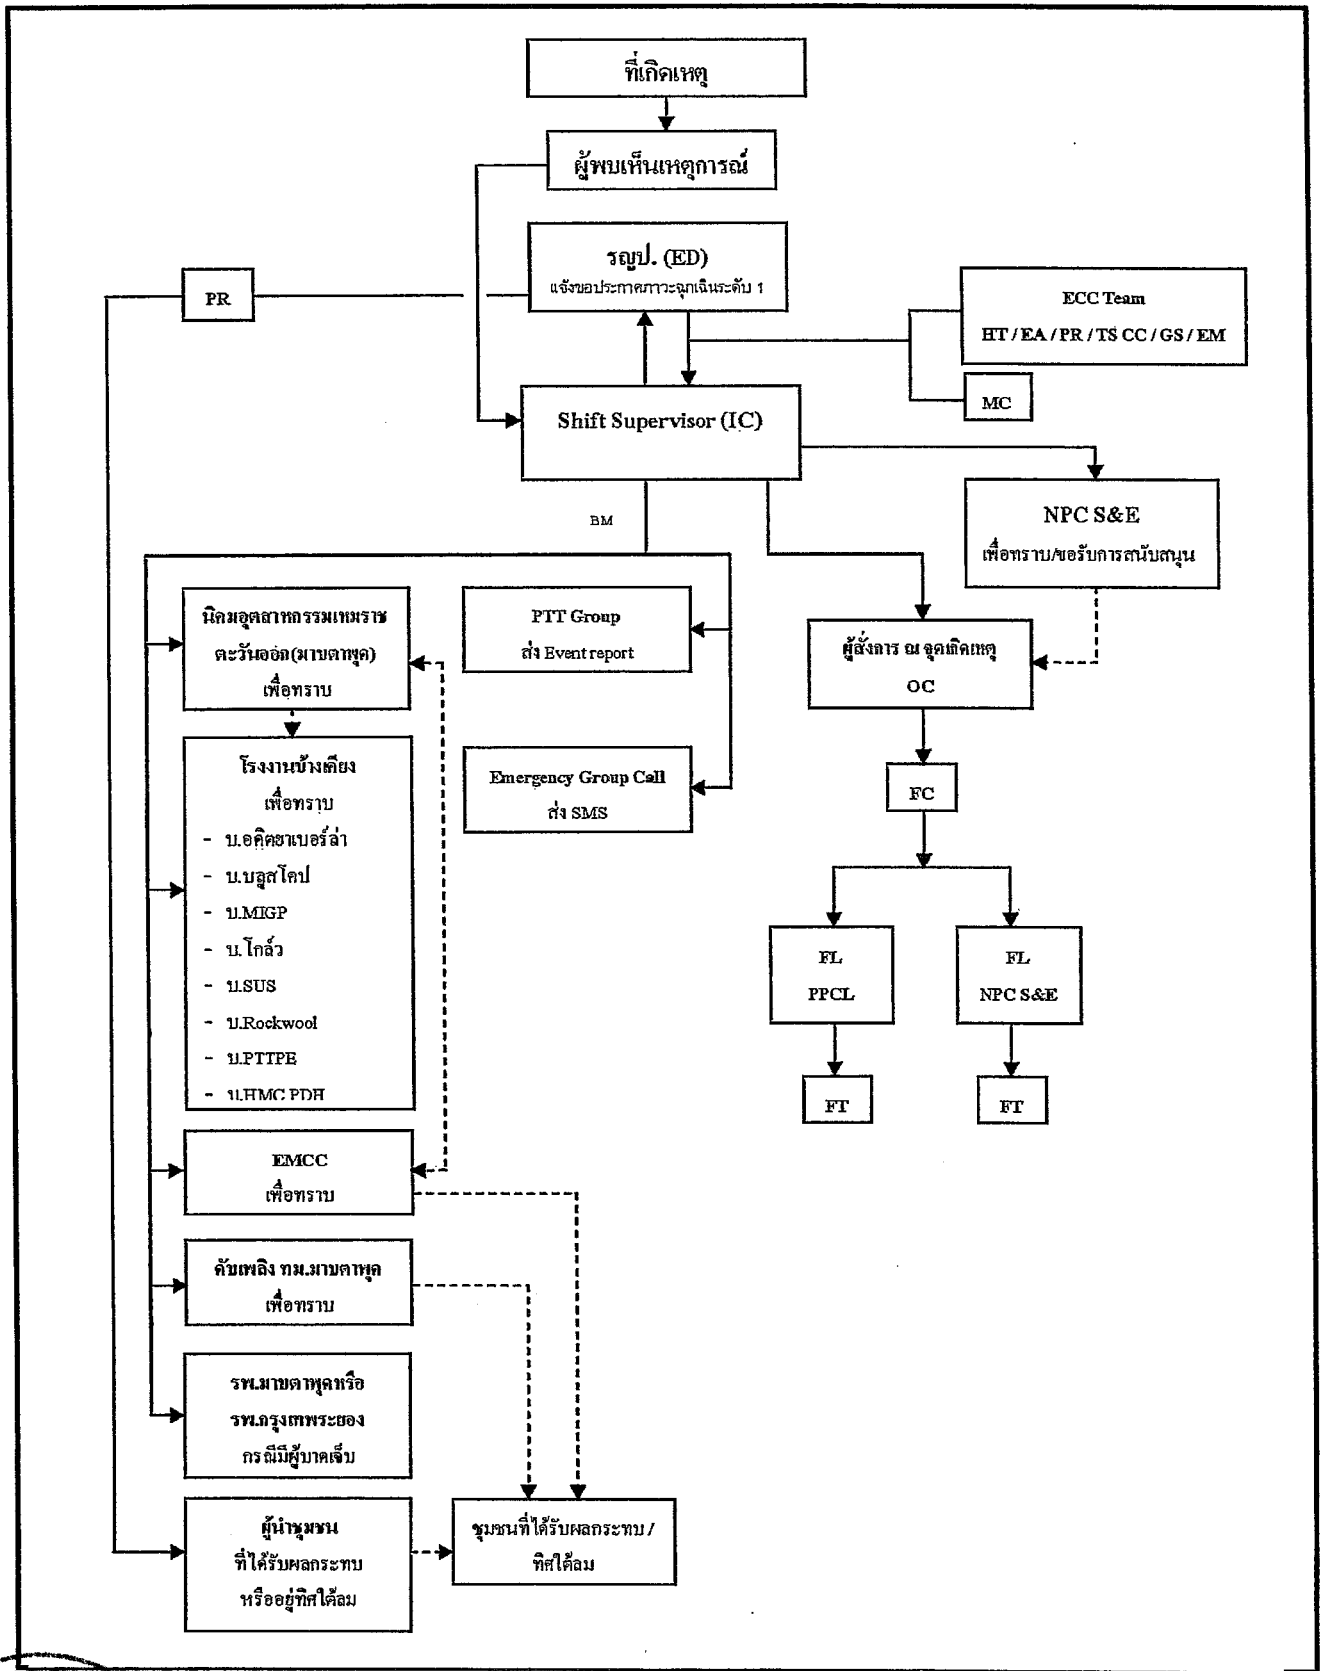 ที่เกิดเหตุ
ผู้พบเห็นเหตุการณ์
รญป. (ED)
แจ้งขอประกาศภาวะฉุกเฉินระดับ 1
PR
ECC Team
HT / EA / PR / TS CC / GS / EM
MC
Shift Supervisor (IC)
NPC S&E
เพื่อทราบ/ขอรับการสนับสนุน
BM
นิคมอุตสาหกรรมเหมราช
ตะวันออก(มาบตาพุด)
เพื่อทราบ
PTT Group
ส่ง Event report
ผู้สั่งการ ณ จุดเกิดเหตุ
OC
โรงงานข้างเคียง
เพื่อทราบ
- บ.อดิตยาเบอร์ล่า
- บ.บลูสโคป
- บ.MIGP
- บ.โกล์ว
- บ.SUS
- บ.Rockwool
- บ.PTTPE
- บ.HMC PDH
Emergency Group Call
ส่ง SMS
FC
FL
PPCL
FL
NPC S&E
FT
FT
EMCC
เพื่อทราบ
ดับเพลิง ทม.มาบตาพุด
เพื่อทราบ
รพ.มาบตาพุดหรือ
รพ.กรุงเทพระยอง
กรณีมีผู้บาดเจ็บ
ผู้นำชุมชน
ที่ได้รับผลกระทบ
หรืออยู่ทิศใต้ลม
ชุมชนที่ได้รับผลกระทบ /
ทิศใต้ลม